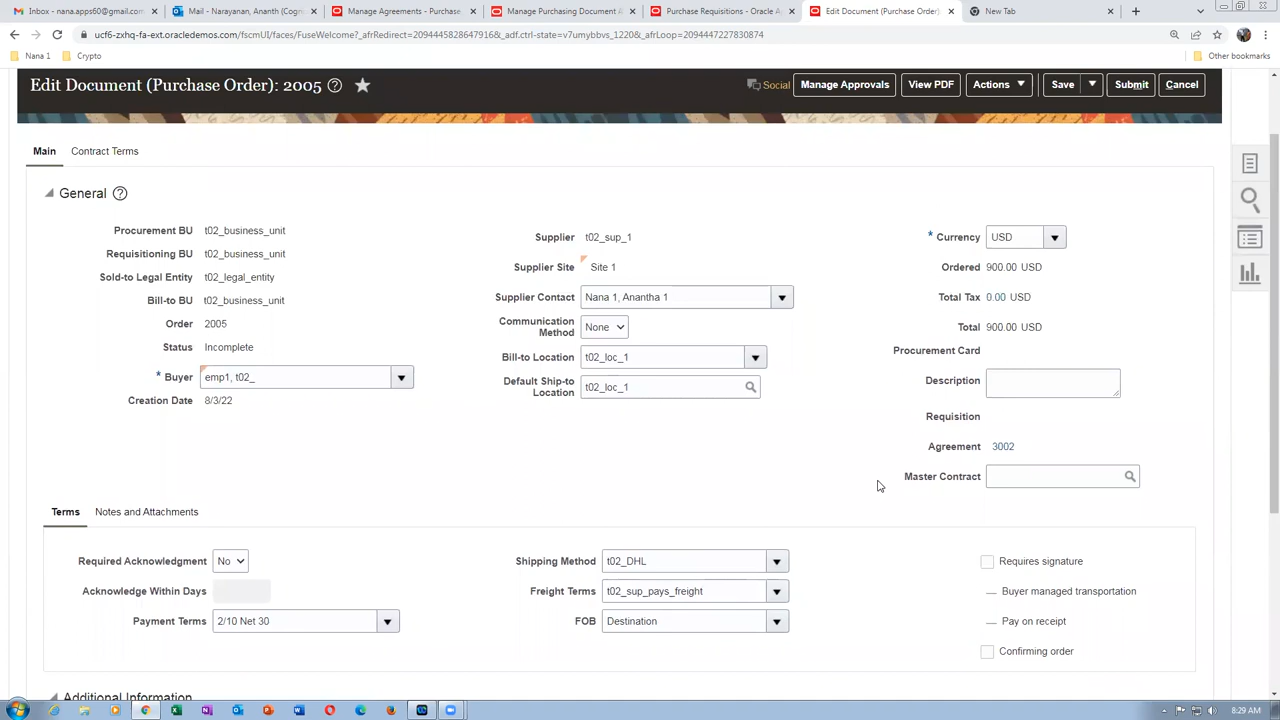 Inbox - nana.apps60@gmail.com
Mail - Narayanan, Ananth (Cogn
Manage Agreements - Purchase
Manage Purchasing Document A
Purchase Requisitions - Oracle A
Edit Document (Purchase Order)
New Tab
ucf6-zxhq-fa-ext.oracledemos.com/fscmUI/faces/FuseWelcome?_afrRedirect=20944458286479168&_adf.ctrl-state=v7umybbvs_1220&_afrLoop=20944472278308​74
Nana 1
Crypto
Other bookmarks
Edit Document (Purchase Order): 2005
Social
Manage Approvals
View PDF
Actions
Save
Submit
Cancel
Main
Contract Terms
General
Procurement BU t02_business_unit
Requisitioning BU t02_business_unit
Sold-to Legal Entity t02_legal_entity
Bill-to BU t02_business_unit
Order 2005
Status Incomplete
* Buyer emp1, t02_
Creation Date 8/3/22
Supplier t02_sup_1
Supplier Site Site 1
Supplier Contact Nana 1, Anantha 1
Communication Method None
Bill-to Location t02_loc_1
Default Ship-to Location t02_loc_1
* Currency USD
Ordered 900.00 USD
Total Tax 0.00 USD
Total 900.00 USD
Procurement Card
Description
Requisition
Agreement 3002
Master Contract
Terms
Notes and Attachments
Required Acknowledgment No
Acknowledge Within Days
Payment Terms 2/10 Net 30
Shipping Method t02_DHL
Freight Terms t02_sup_pays_freight
FOB Destination
Requires signature
Buyer managed transportation
Pay on receipt
Confirming order
Additional Information
8:29 AM